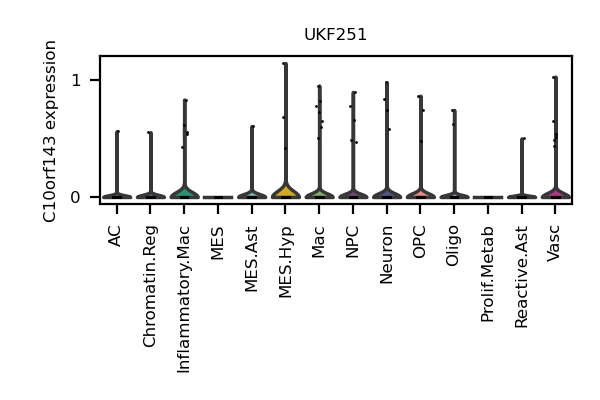 UKF251
C10orf143 expression
1
0
AC
Chromatin.Reg
Inflammatory.Mac
MES
MES.Ast
MES.Hyp
Mac
NPC
Neuron
OPC
Oligo
Prolif.Metab
Reactive.Ast
Vasc